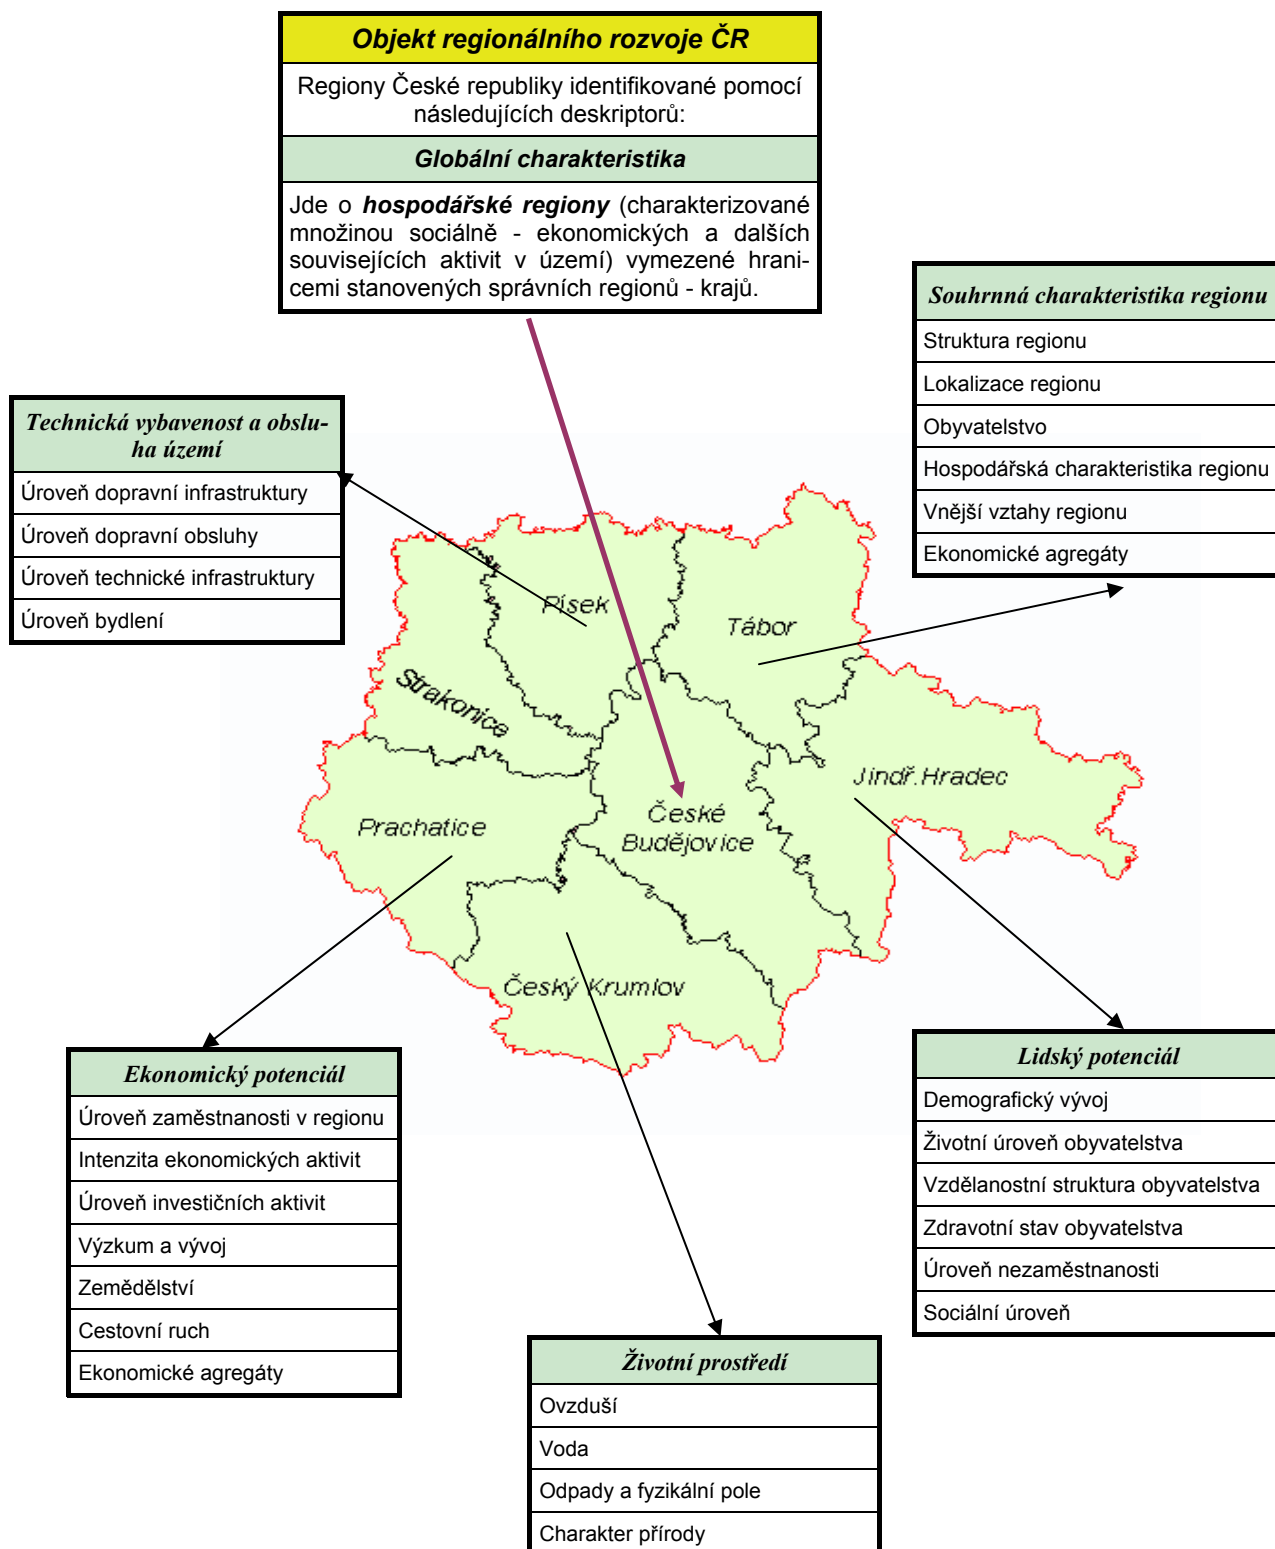 Objekt regionálního rozvoje ČR
Regiony České republiky identifikované pomocí
následujících deskriptorů:
Globální charakteristika
Jde o hospodářské regiony (charakterizované
množinou sociálně - ekonomických a dalších
souvisejících aktivit v území) vymezené hrani-
cemi stanovených správních regionů - krajů.
Souhrnná charakteristika regionu
Struktura regionu
Lokalizace regionu
Obyvatelstvo
Hospodářská charakteristika regionu
Vnější vztahy regionu
Ekonomické agregáty
Technická vybavenost a obslu-
ha území
Úroveň dopravní infrastruktury
Úroveň dopravní obsluhy
Úroveň technické infrastruktury
Úroveň bydlení
Písek
Tábor
Strakonice
Jindř.Hradec
Prachatice
České
Budějovice
Český Krumlov
Ekonomický potenciál
Úroveň zaměstnanosti v regionu
Intenzita ekonomických aktivit
Úroveň investičních aktivit
Výzkum a vývoj
Zemědělství
Cestovní ruch
Ekonomické agregáty
Lidský potenciál
Demografický vývoj
Životní úroveň obyvatelstva
Vzdělanostní struktura obyvatelstva
Zdravotní stav obyvatelstva
Úroveň nezaměstnanosti
Sociální úroveň
Životní prostředí
Ovzduší
Voda
Odpady a fyzikální pole
Charakter přírody